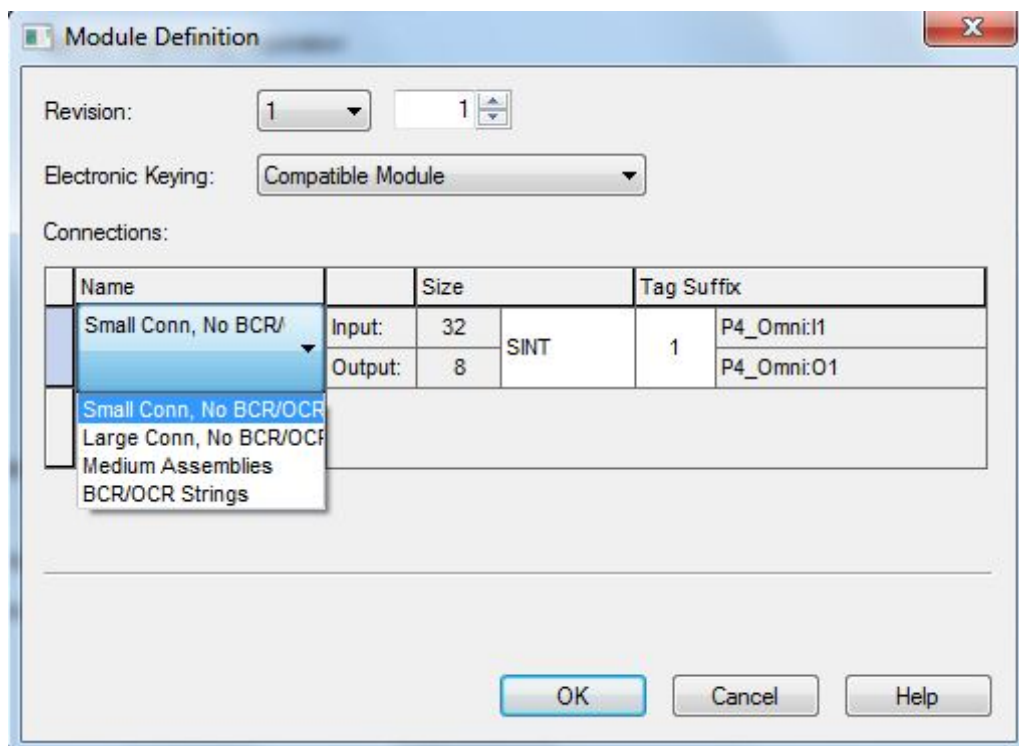 Module Definition
Revision: 1 1
Electronic Keying: Compatible Module
Connections:
Name Size Tag Suffix
Small Conn, No BCR/ Input: 32 SINT 1 P4_Omni:I1
Output: 8 P4_Omni:O1
Small Conn, No BCR/OCR
Large Conn, No BCR/OCR
Medium Assemblies
BCR/OCR Strings
OK Cancel Help